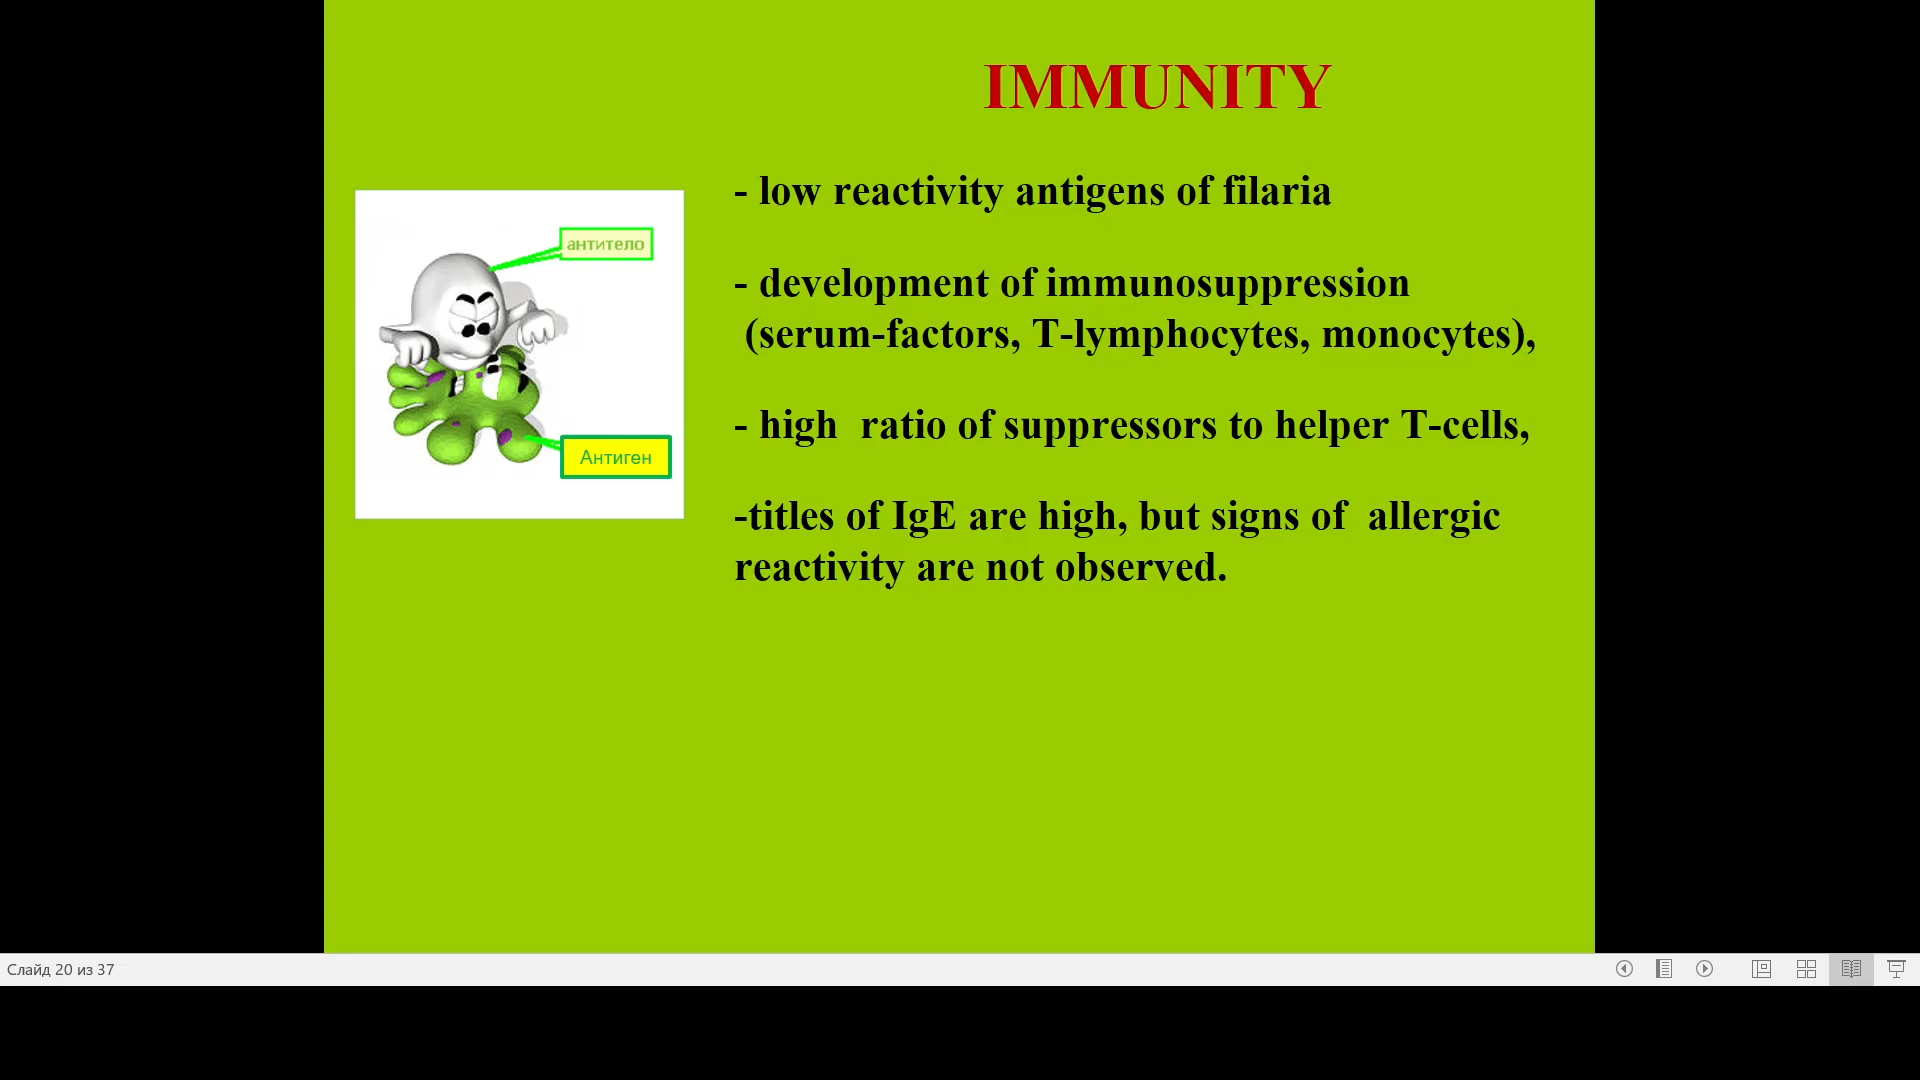 IMMUNITY
- low reactivity antigens of filaria
- development of immunosuppression
(serum-factors, T-lymphocytes, monocytes),
- high  ratio of suppressors to helper T-cells,
-titles of IgE are high, but signs of  allergic
reactivity are not observed.
антитело
Антиген
Слайд 20 из 37